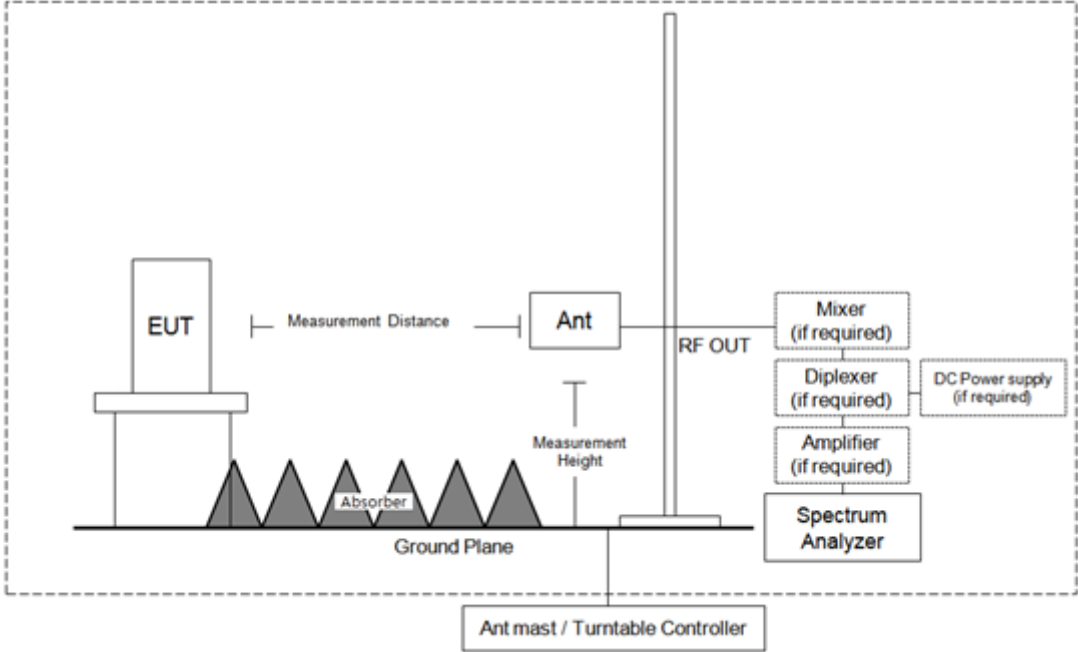 EUT
Measurement Distance
Ant
RF OUT
Mixer
(if required)
Diplexer
(if required)
DC Power supply
(if required)
Amplifier
(if required)
Spectrum
Analyzer
Measurement
Height
Absorber
Ground Plane
Ant mast / Turntable Controller